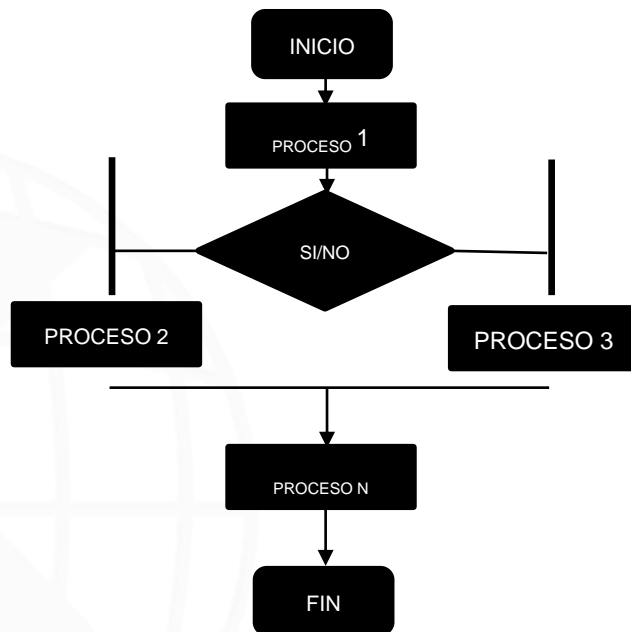 INICIO
PROCESO 1
SI/NO
PROCESO 2
PROCESO 3
PROCESO N
FIN